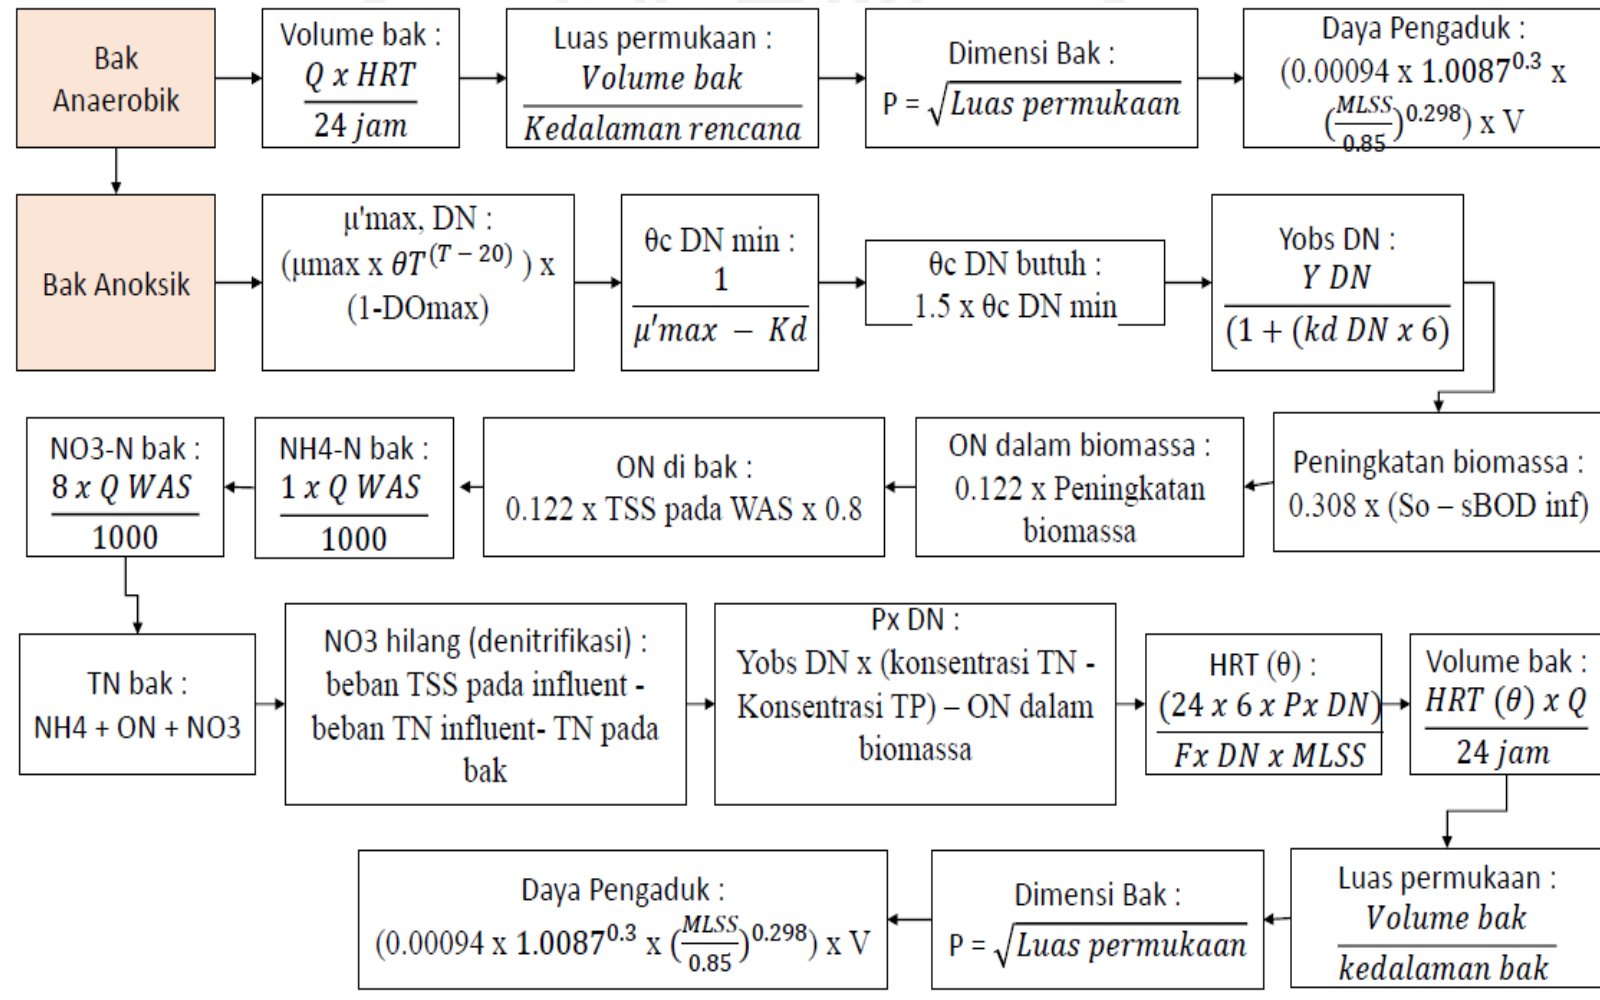 Bak
Anaerobik
Volume bak :
Q x HRT
24 jam
Luas permukaan :
Volume bak
Kedalaman rencana
Dimensi Bak :
P = √Luas permukaan
Daya Pengaduk :
(0.00094 x 1.0087^0.3 x
(MLSS/0.85)^0.298) x V
Bak Anoksik
µ'max, DN :
(µmax x θT^(T − 20) ) x
(1-DOmax)
θc DN min :
1
µ'max − Kd
θc DN butuh :
1.5 x θc DN min
Yobs DN :
Y DN
(1 + (kd DN x 6)
Peningkatan biomassa :
0.308 x (So – sBOD inf)
ON dalam biomassa :
0.122 x Peningkatan
biomassa
ON di bak :
0.122 x TSS pada WAS x 0.8
NH4-N bak :
1 x Q WAS
1000
NO3-N bak :
8 x Q WAS
1000
TN bak :
NH4 + ON + NO3
NO3 hilang (denitrifikasi) :
beban TSS pada influent -
beban TN influent- TN pada
bak
Px DN :
Yobs DN x (konsentrasi TN -
Konsentrasi TP) – ON dalam
biomassa
HRT (θ) :
(24 x 6 x Px DN)
Fx DN x MLSS
Volume bak :
HRT (θ) x Q
24 jam
Luas permukaan :
Volume bak
kedalaman bak
Dimensi Bak :
P = √Luas permukaan
Daya Pengaduk :
(0.00094 x 1.0087^0.3 x (MLSS/0.85)^0.298) x V